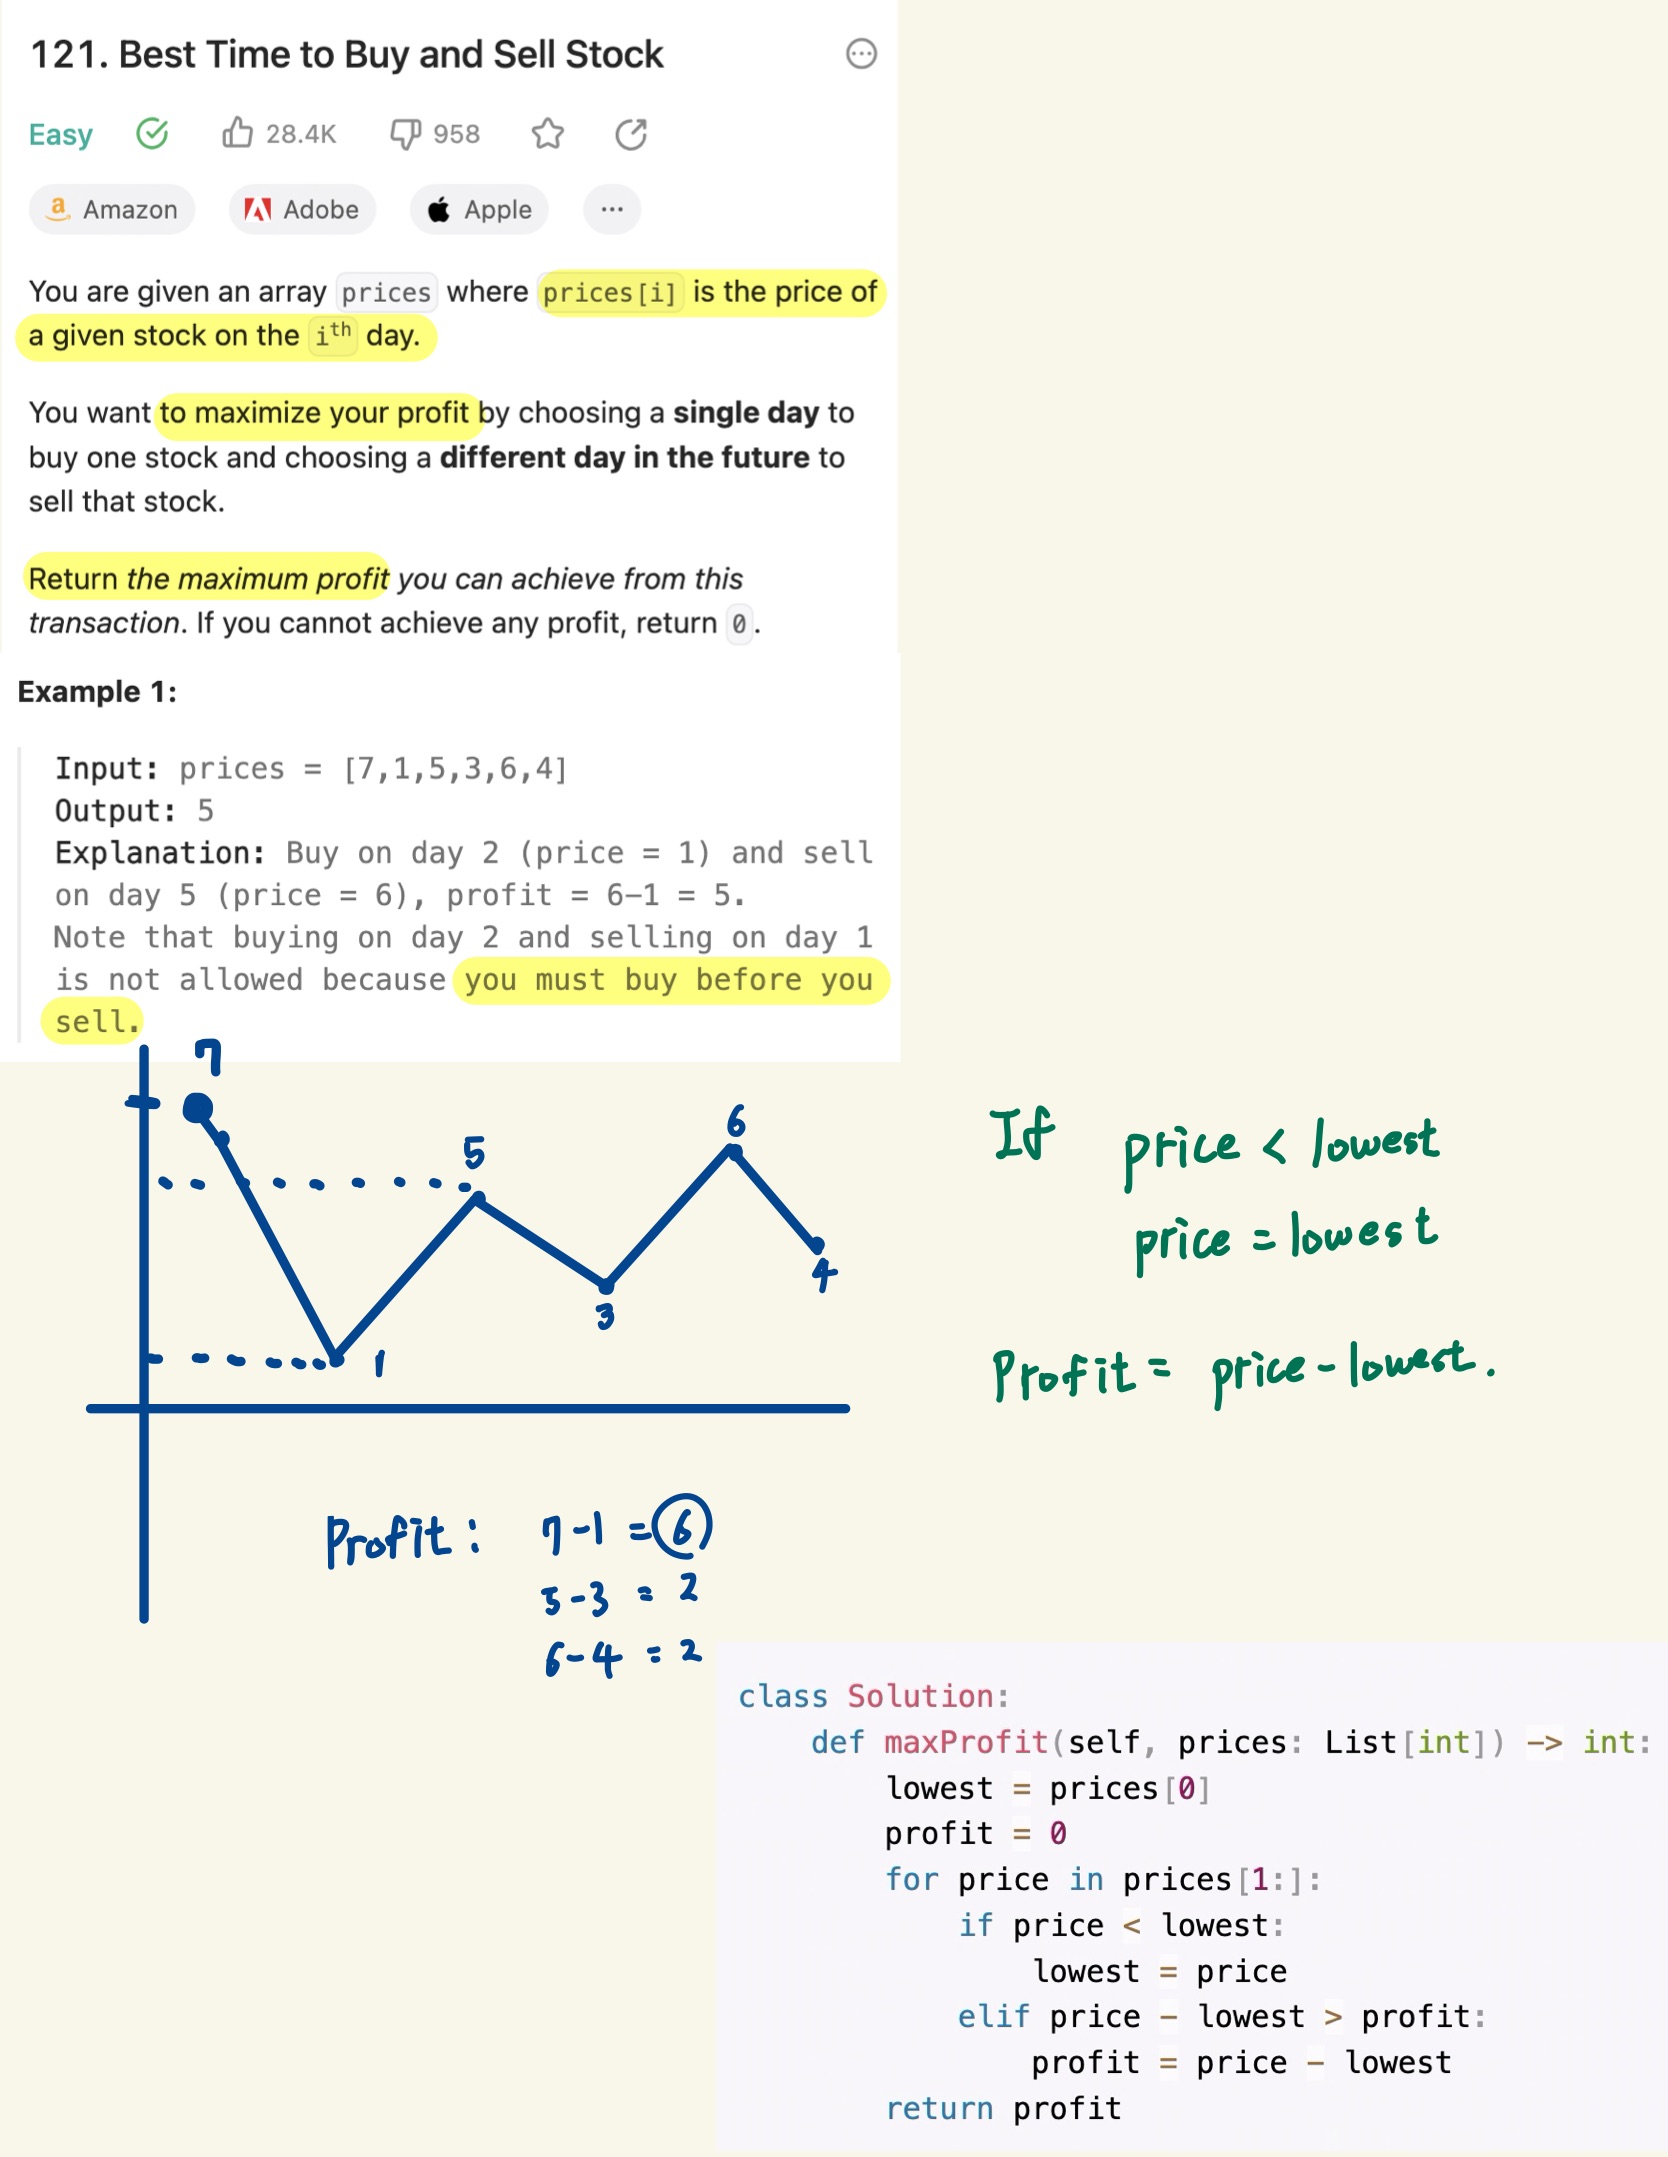 121. Best Time to Buy and Sell Stock
Easy 28.4K 958
Amazon Adobe Apple ...
You are given an array prices where prices[i] is the price of
a given stock on the ith day.
You want to maximize your profit by choosing a single day to
buy one stock and choosing a different day in the future to
sell that stock.
Return the maximum profit you can achieve from this
transaction. If you cannot achieve any profit, return 0.
Example 1:
Input: prices = [7,1,5,3,6,4]
Output: 5
Explanation: Buy on day 2 (price = 1) and sell
on day 5 (price = 6), profit = 6-1 = 5.
Note that buying on day 2 and selling on day 1
is not allowed because you must buy before you
sell.
7
5
6
1
3
4
If price < lowest
price = lowest
Profit = price - lowest.
Profit : 7-1 = 6
5-3 = 2
6-4 = 2
class Solution:
    def maxProfit(self, prices: List[int]) -> int:
        lowest = prices[0]
        profit = 0
        for price in prices[1:]:
            if price < lowest:
                lowest = price
            elif price - lowest > profit:
                profit = price - lowest
        return profit